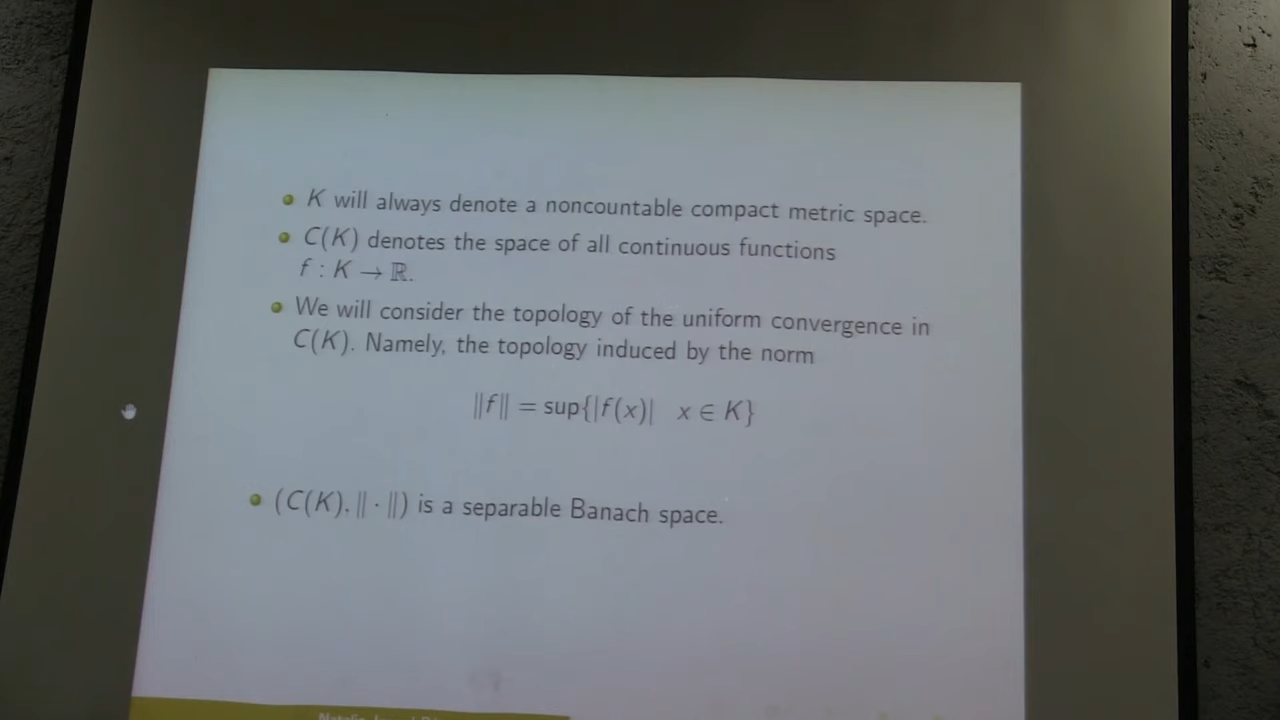 K will always denote a noncountable compact metric space.
C(K) denotes the space of all continuous functions
f : K → ℝ.
We will consider the topology of the uniform convergence in
C(K). Namely, the topology induced by the norm
‖f‖ = sup{|f(x)| x ∈ K}
(C(K), ‖ · ‖) is a separable Banach space.